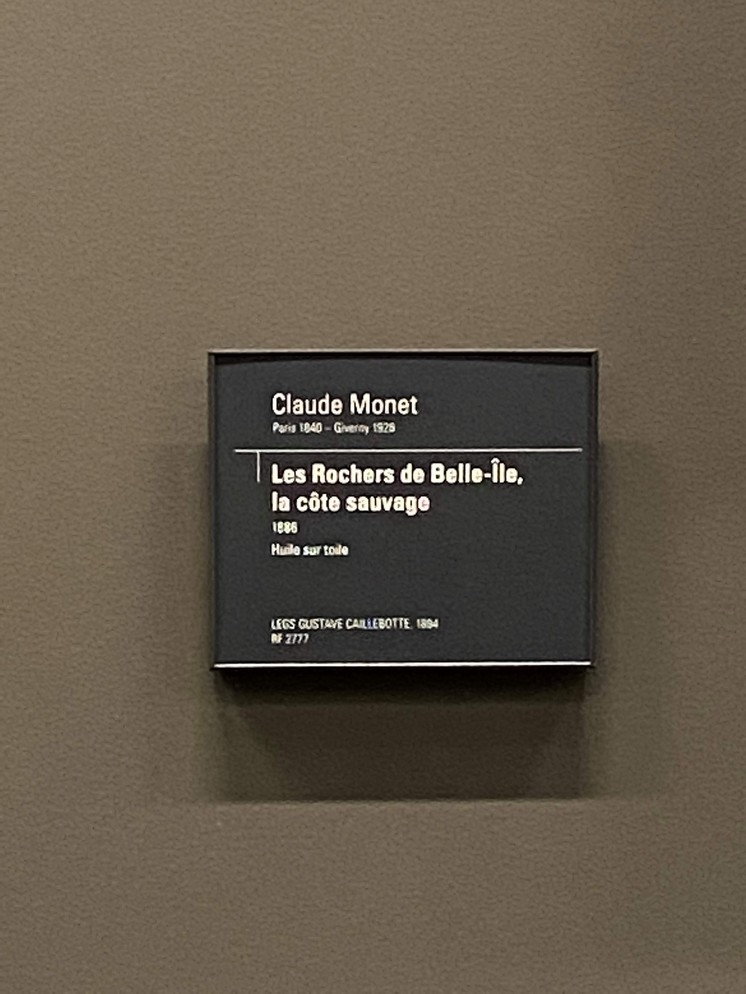 Claude Monet
Paris 1840 – Giverny 1926
Les Rochers de Belle-Île,
la côte sauvage
1886
Huile sur toile
LEGS GUSTAVE CAILLEBOTTE, 1894
RF 2777